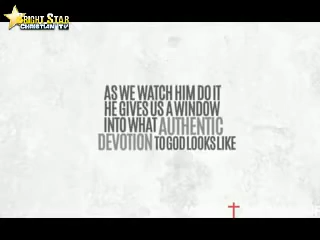 BRIGHT STAR
CHRISTIAN TV
AS WE WATCH HIM DO IT
HE GIVES US A WINDOW
INTO WHAT AUTHENTIC
DEVOTION TO GOD LOOKS LIKE